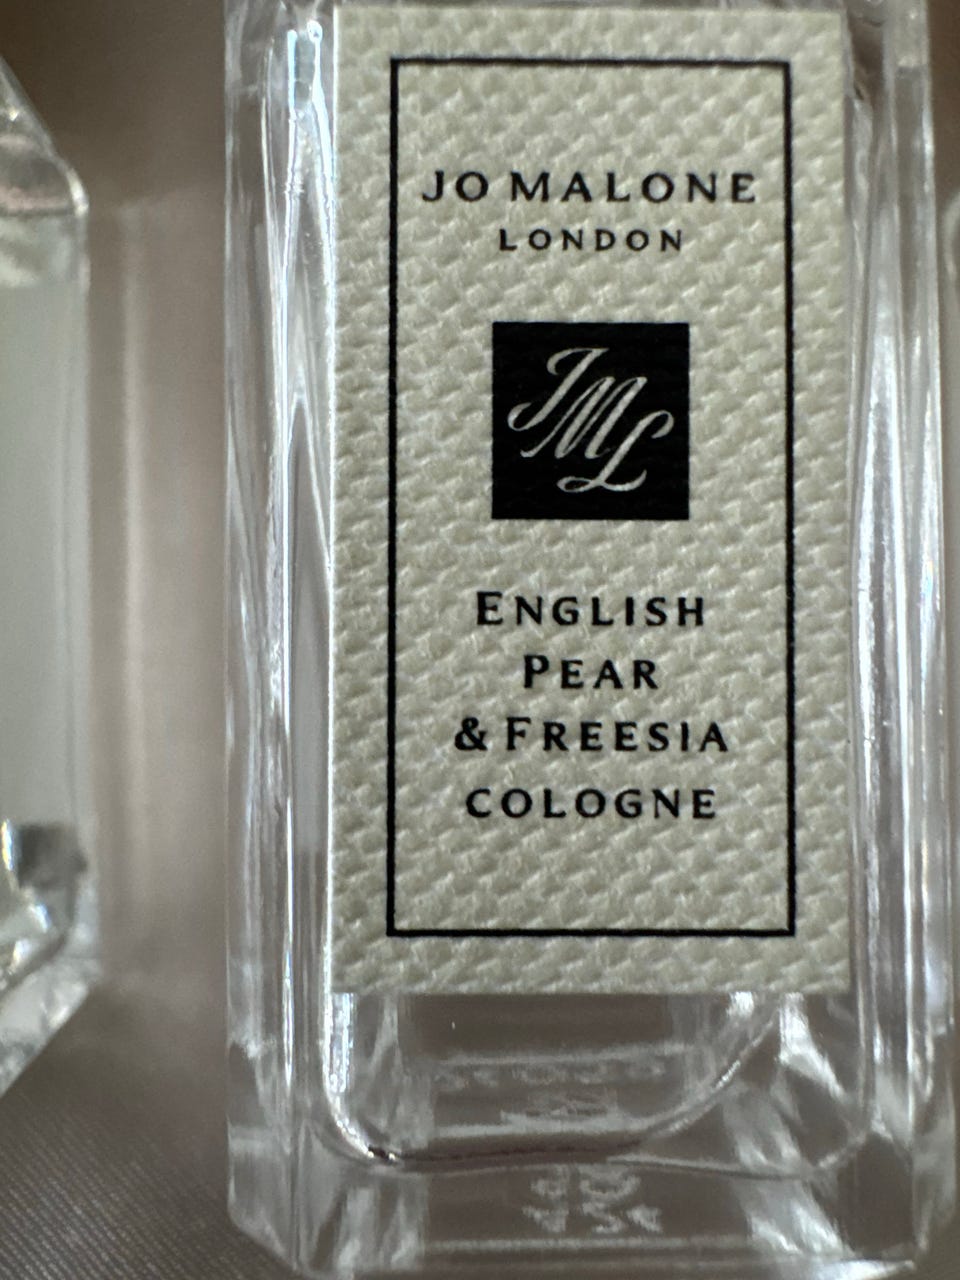 JO MALONE
LONDON
JML
ENGLISH
PEAR
& FREESIA
COLOGNE